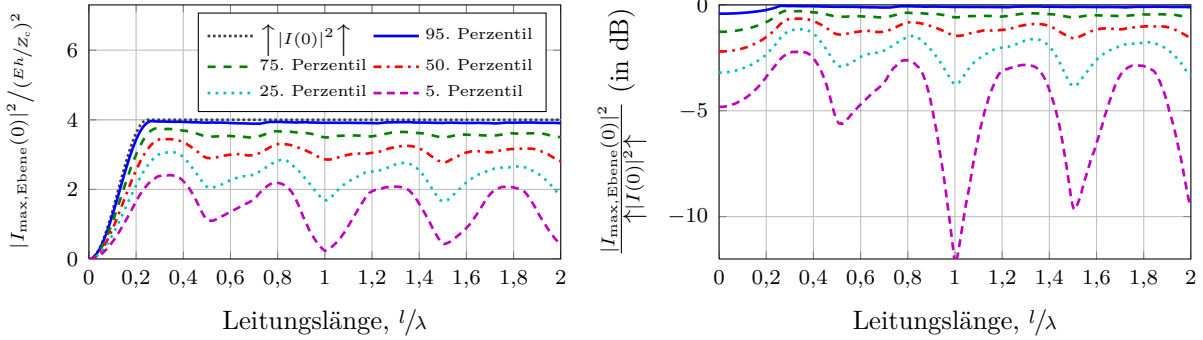 |I_max,Ebene(0)|² / (Eh/Z_c)²
6
4
2
0
↑|I(0)|²↑
95. Perzentil
75. Perzentil
50. Perzentil
25. Perzentil
5. Perzentil
0 0,2 0,4 0,6 0,8 1 1,2 1,4 1,6 1,8 2
Leitungslänge, l/λ
|I_max,Ebene(0)|² / ↑|I(0)|²↑ (in dB)
0
−5
−10
0 0,2 0,4 0,6 0,8 1 1,2 1,4 1,6 1,8 2
Leitungslänge, l/λ